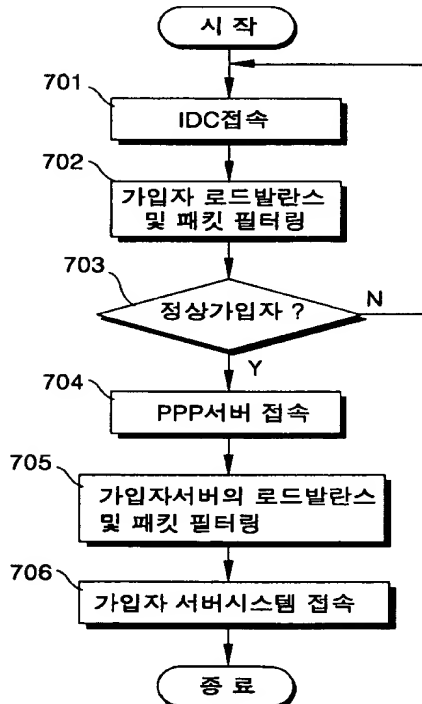 시 작
701
IDC접속
702
가입자 로드발란스
및 패킷 필터링
703
정상가입자 ?
N
Y
704
PPP서버 접속
705
가입자서버의 로드발란스
및 패킷 필터링
706
가입자 서버시스템 접속
종 료